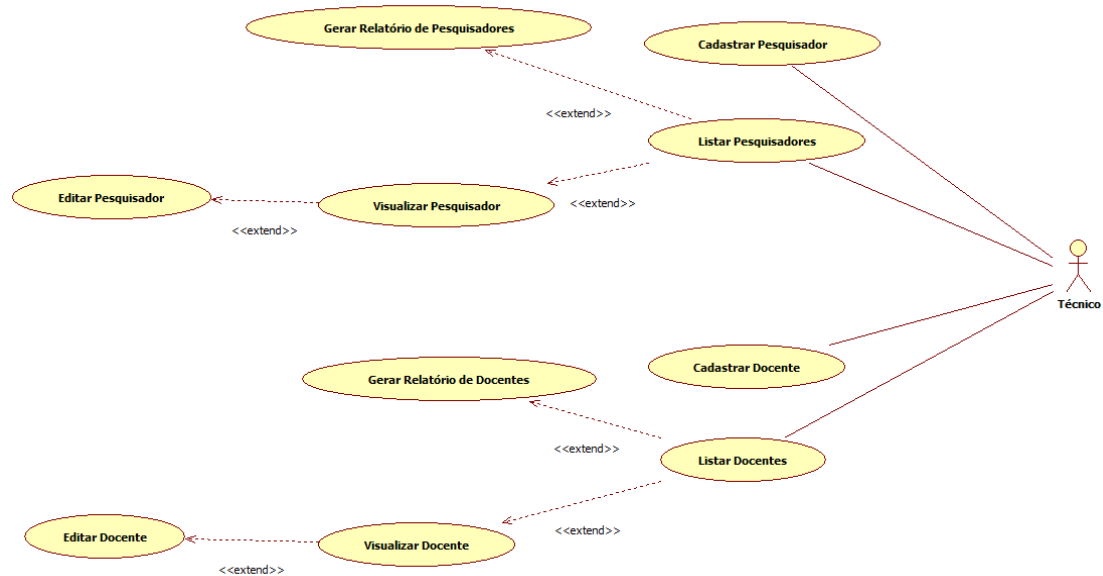 Gerar Relatório de Pesquisadores
Cadastrar Pesquisador
<<extend>>
Listar Pesquisadores
Editar Pesquisador
Visualizar Pesquisador
<<extend>>
<<extend>>
Técnico
Cadastrar Docente
Gerar Relatório de Docentes
<<extend>>
Listar Docentes
Editar Docente
Visualizar Docente
<<extend>>
<<extend>>